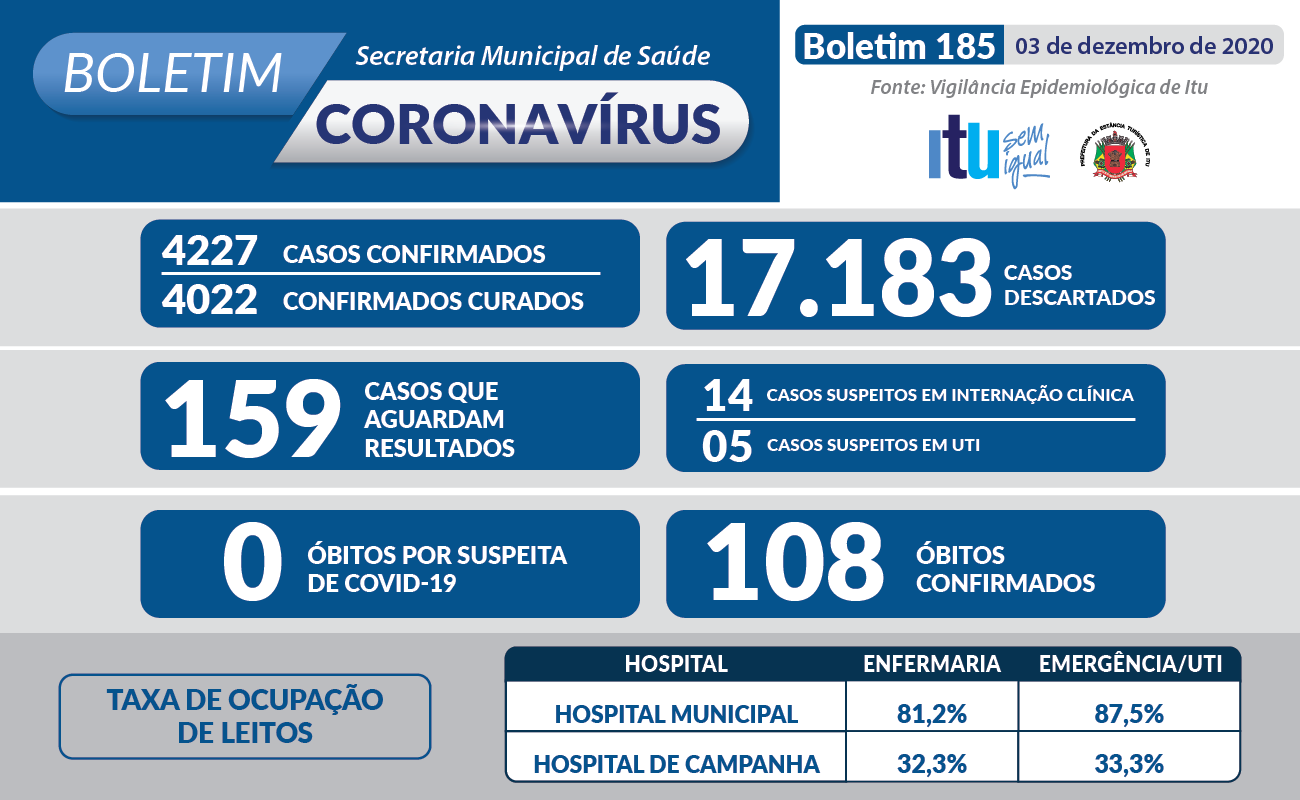 BOLETIM
Secretaria Municipal de Saúde
CORONAVÍRUS
Boletim 185
03 de dezembro de 2020
Fonte: Vigilância Epidemiológica de Itu
itu sem igual
PREFEITURA DA ESTÂNCIA TURÍSTICA DE ITU
4227 CASOS CONFIRMADOS
4022 CONFIRMADOS CURADOS
17.183 CASOS
DESCARTADOS
159 CASOS QUE
AGUARDAM
RESULTADOS
14 CASOS SUSPEITOS EM INTERNAÇÃO CLÍNICA
05 CASOS SUSPEITOS EM UTI
0 ÓBITOS POR SUSPEITA
DE COVID-19
108 ÓBITOS
CONFIRMADOS
TAXA DE OCUPAÇÃO
DE LEITOS
HOSPITAL ENFERMARIA EMERGÊNCIA/UTI
HOSPITAL MUNICIPAL 81,2% 87,5%
HOSPITAL DE CAMPANHA 32,3% 33,3%